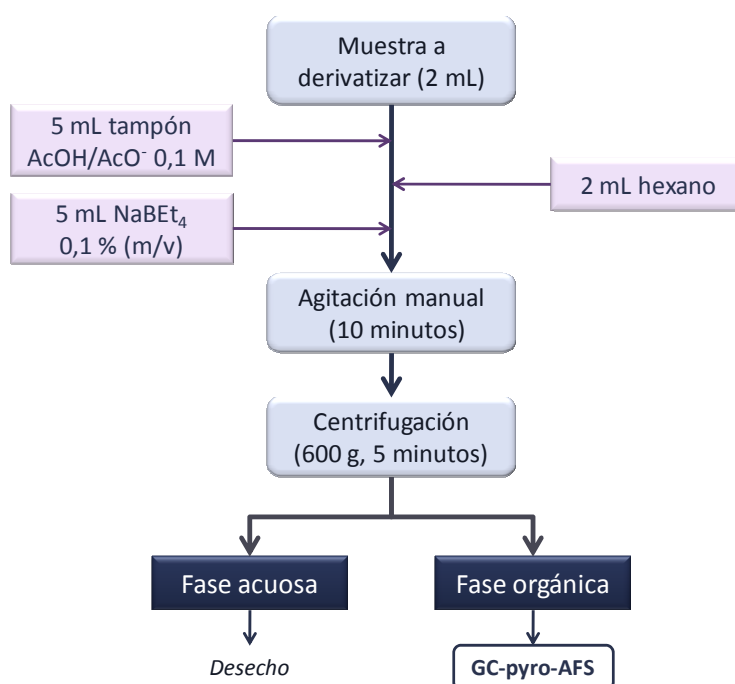 Muestra a
derivatizar (2 mL)
5 mL tampón
AcOH/AcO⁻ 0,1 M
2 mL hexano
5 mL NaBEt₄
0,1 % (m/v)
Agitación manual
(10 minutos)
Centrifugación
(600 g, 5 minutos)
Fase acuosa
Fase orgánica
Desecho
GC-pyro-AFS